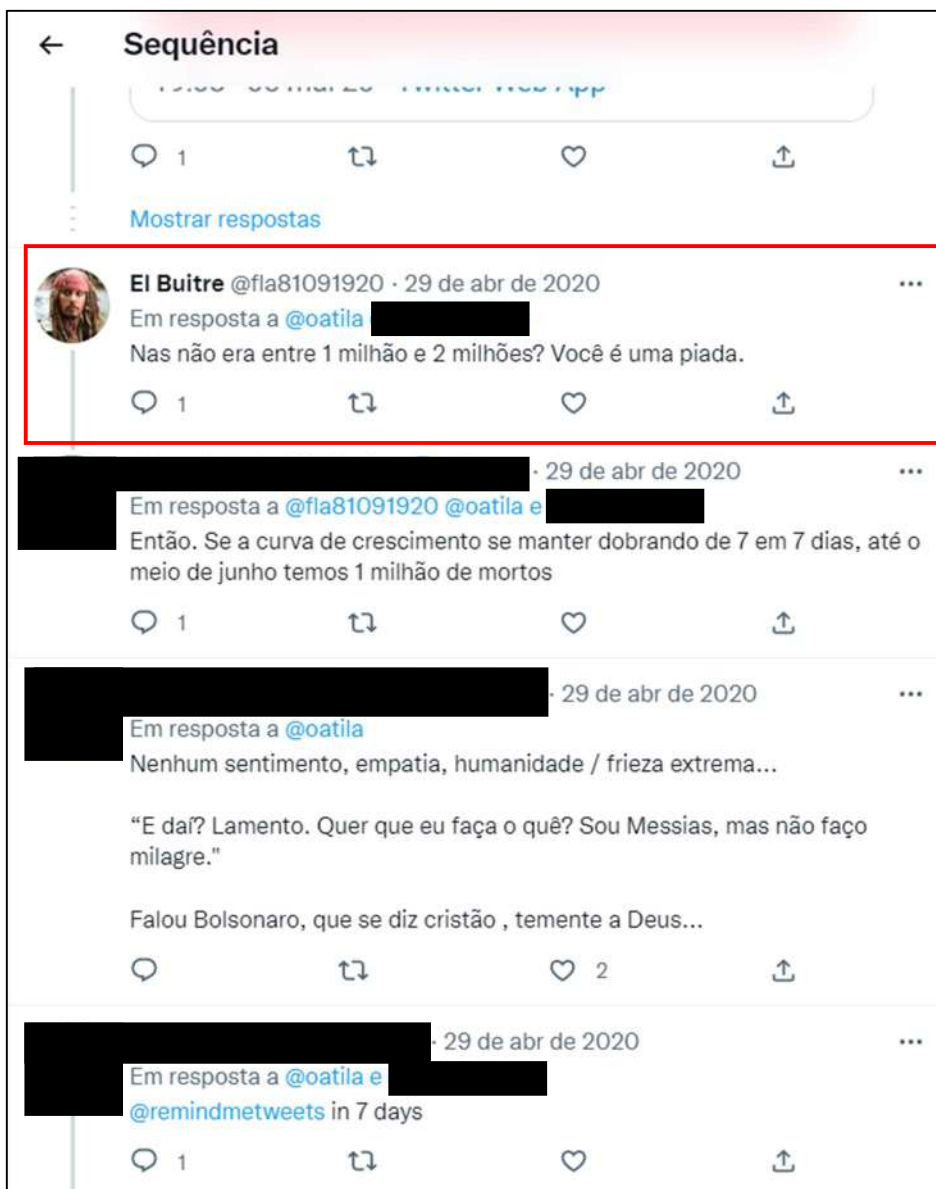 Sequência
Twitter Web App
1
Mostrar respostas
El Buitre @fla81091920 · 29 de abr de 2020
Em resposta a @oatila
Nas não era entre 1 milhão e 2 milhões? Você é uma piada.
1
· 29 de abr de 2020
Em resposta a @fla81091920 @oatila e
Então. Se a curva de crescimento se manter dobrando de 7 em 7 dias, até o
meio de junho temos 1 milhão de mortos
1
· 29 de abr de 2020
Em resposta a @oatila
Nenhum sentimento, empatia, humanidade / frieza extrema...
“E daí? Lamento. Quer que eu faça o quê? Sou Messias, mas não faço
milagre."
Falou Bolsonaro, que se diz cristão , temente a Deus...
2
· 29 de abr de 2020
Em resposta a @oatila e
@remindmetweets in 7 days
1